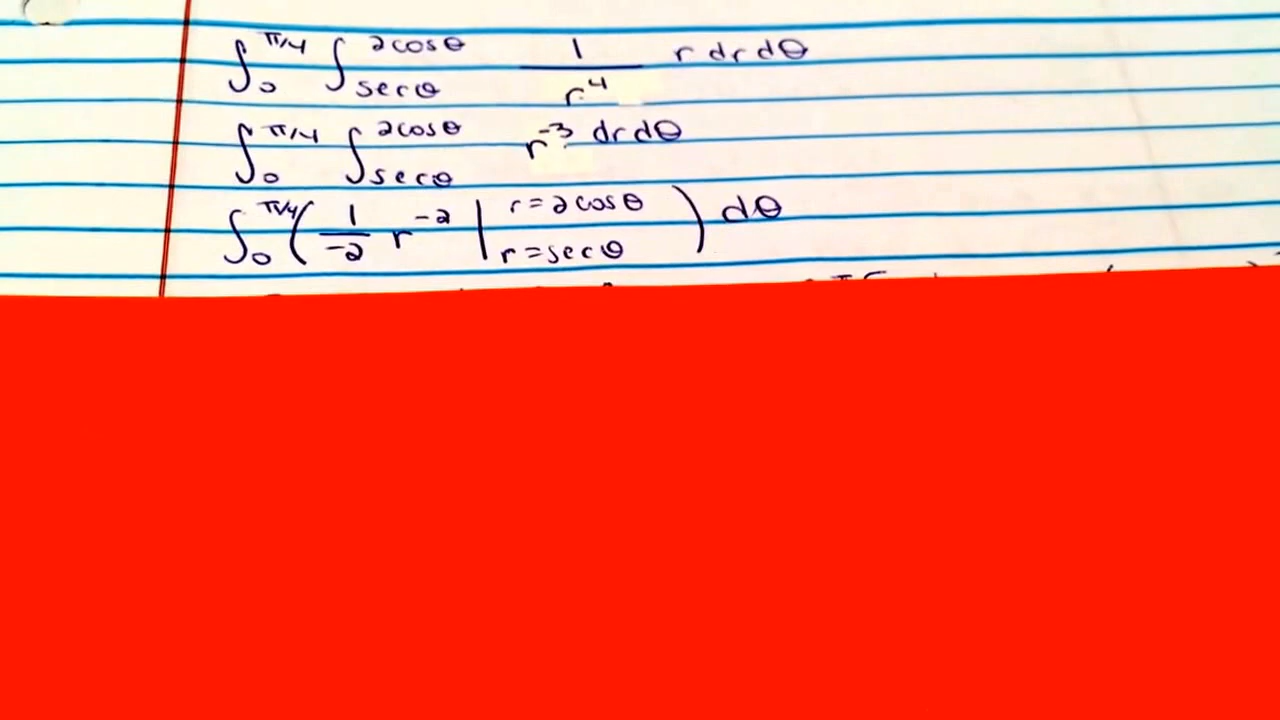 ∫₀^π/4 ∫_secθ^2cosθ 1/r⁴ r dr dθ
∫₀^π/4 ∫_secθ^2cosθ r⁻³ dr dθ
∫₀^π/4 ( 1/-2 r⁻² | r=2cosθ r=secθ ) dθ